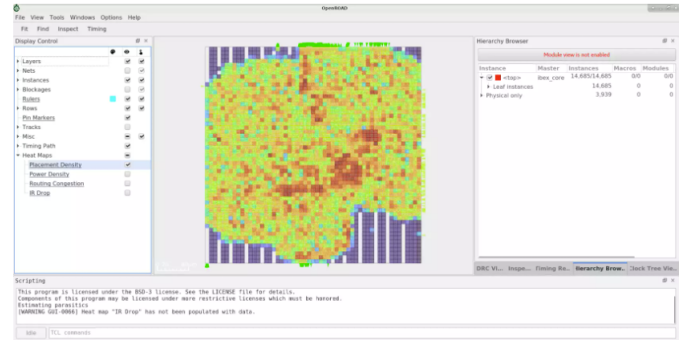 OpenROAD
File View Tools Windows Options Help
Fit Find Inspect Timing
Display Control
Layers
Nets
Instances
Blockages
Rulers
Rows
Pin Markers
Tracks
Misc
Timing Path
Heat Maps
Placement Density
Power Density
Routing Congestion
IR Drop
Hierarchy Browser
Module view is not enabled
Instance Master Instances Macros Modules
<top> ibex_core 14,685/14,685 0/0 0/0
Leaf instances 14,685 0 0
Physical only 3,939 0 0
DRC Vi... Inspe... Timing Re... Hierarchy Brow... Clock Tree Vie...
Scripting
This program is licensed under the BSD-3 license. See the LICENSE file for details.
Components of this program may be licensed under more restrictive licenses which must be honored.
Estimating parasitics
[WARNING GUI-0066] Heat map "IR Drop" has not been populated with data.
Idle TCL commands